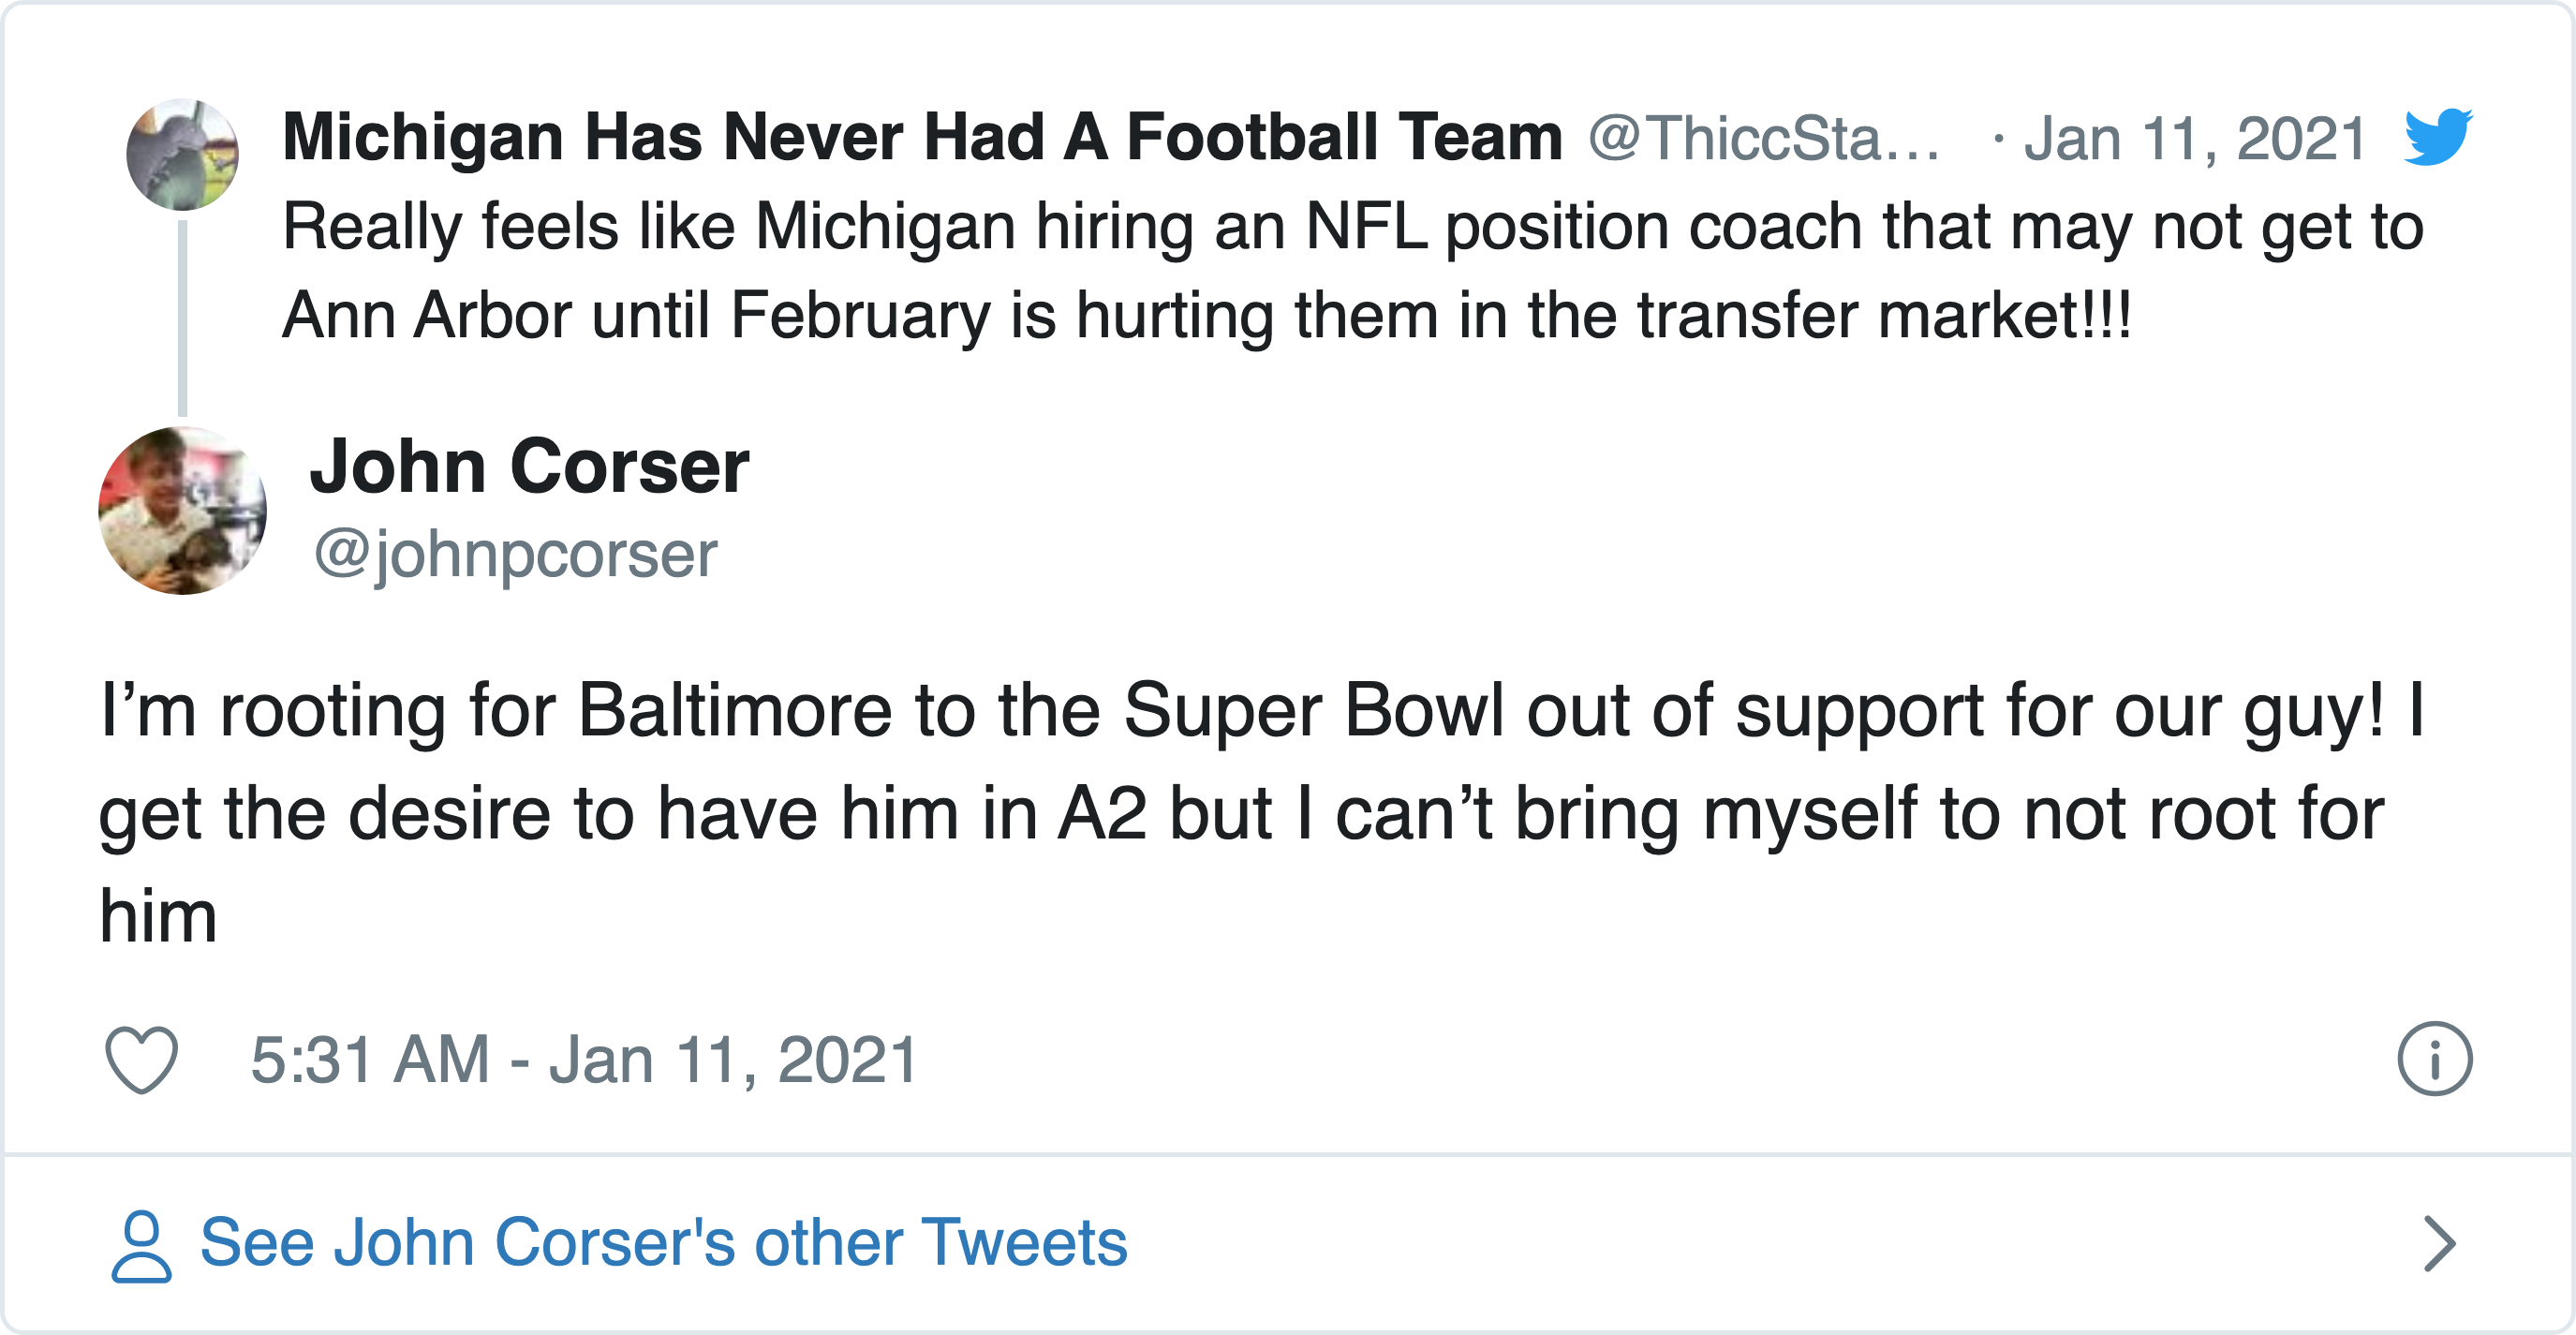 Michigan Has Never Had A Football Team @ThiccSta... · Jan 11, 2021
Really feels like Michigan hiring an NFL position coach that may not get to
Ann Arbor until February is hurting them in the transfer market!!!
John Corser
@johnpcorser
I’m rooting for Baltimore to the Super Bowl out of support for our guy! I
get the desire to have him in A2 but I can’t bring myself to not root for
him
5:31 AM - Jan 11, 2021
See John Corser's other Tweets